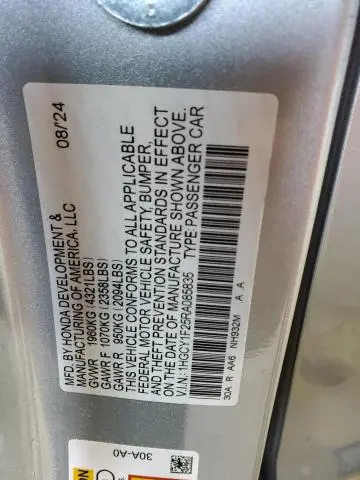 MFD. BY HONDA DEVELOPMENT & 08/24
MANUFACTURING OF AMERICA, LLC
GVWR 1960KG (4321LBS)
GAWR F 1070KG (2358LBS)
GAWR R 950KG (2094LBS)
THIS VEHICLE CONFORMS TO ALL APPLICABLE
FEDERAL MOTOR VEHICLE SAFETY, BUMPER,
AND THEFT PREVENTION STANDARDS IN EFFECT
ON THE DATE OF MANUFACTURE SHOWN ABOVE.
V.I.N.:1HGCY1F25RA085835 TYPE:PASSENGER CAR
30A R AA6 NH932M A A
30A-A0